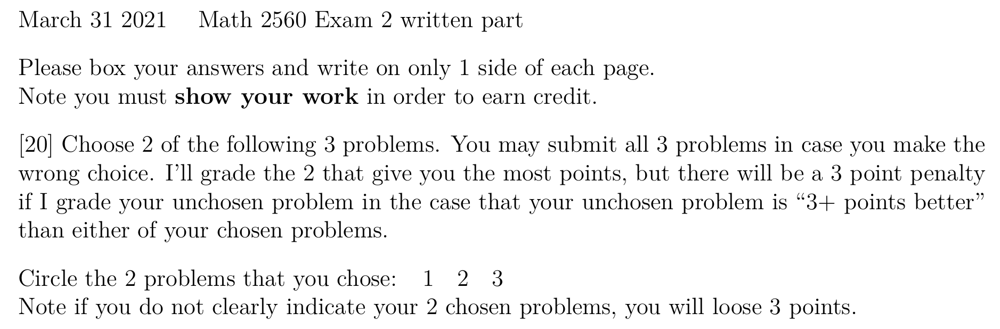 March 31 2021 Math 2560 Exam 2 written part
Please box your answers and write on only 1 side of each page.
Note you must show your work in order to earn credit.
[20] Choose 2 of the following 3 problems. You may submit all 3 problems in case you make the
wrong choice. I'll grade the 2 that give you the most points, but there will be a 3 point penalty
if I grade your unchosen problem in the case that your unchosen problem is “3+ points better”
than either of your chosen problems.
Circle the 2 problems that you chose: 1 2 3
Note if you do not clearly indicate your 2 chosen problems, you will loose 3 points.